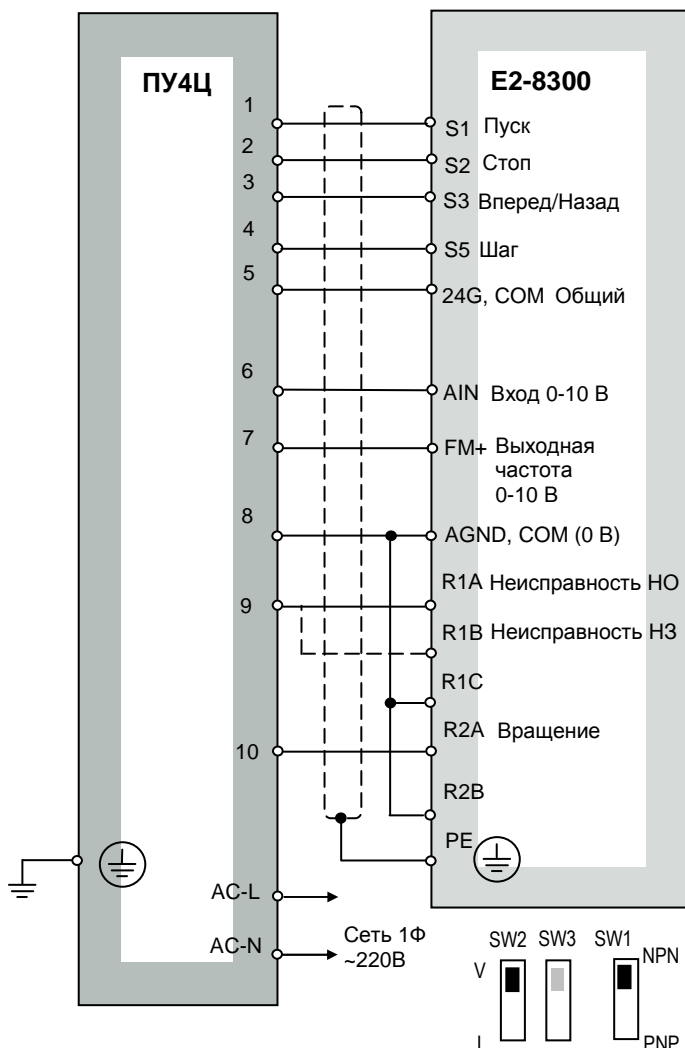 ПУ4Ц
E2-8300
1
S1 Пуск
2
S2 Стоп
3
S3 Вперед/Назад
4
S5 Шаг
5
24G, COM Общий
6
AIN Вход 0-10 В
7
FM+ Выходная
частота
0-10 В
8
AGND, COM (0 В)
R1A Неисправность НО
9
R1B Неисправность НЗ
R1C
R2A Вращение
10
R2B
PE
AC-L
AC-N
Сеть 1Ф
~220В
SW2 SW3 SW1
V
NPN
I
PNP